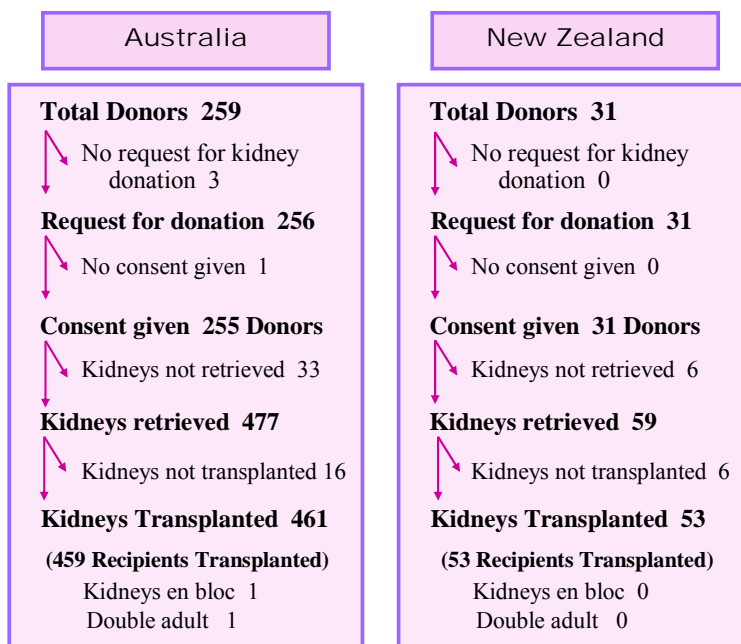 Australia
Total Donors 259
No request for kidney
donation 3
Request for donation 256
No consent given 1
Consent given 255 Donors
Kidneys not retrieved 33
Kidneys retrieved 477
Kidneys not transplanted 16
Kidneys Transplanted 461
(459 Recipients Transplanted)
Kidneys en bloc 1
Double adult 1
New Zealand
Total Donors 31
No request for kidney
donation 0
Request for donation 31
No consent given 0
Consent given 31 Donors
Kidneys not retrieved 6
Kidneys retrieved 59
Kidneys not transplanted 6
Kidneys Transplanted 53
(53 Recipients Transplanted)
Kidneys en bloc 0
Double adult 0